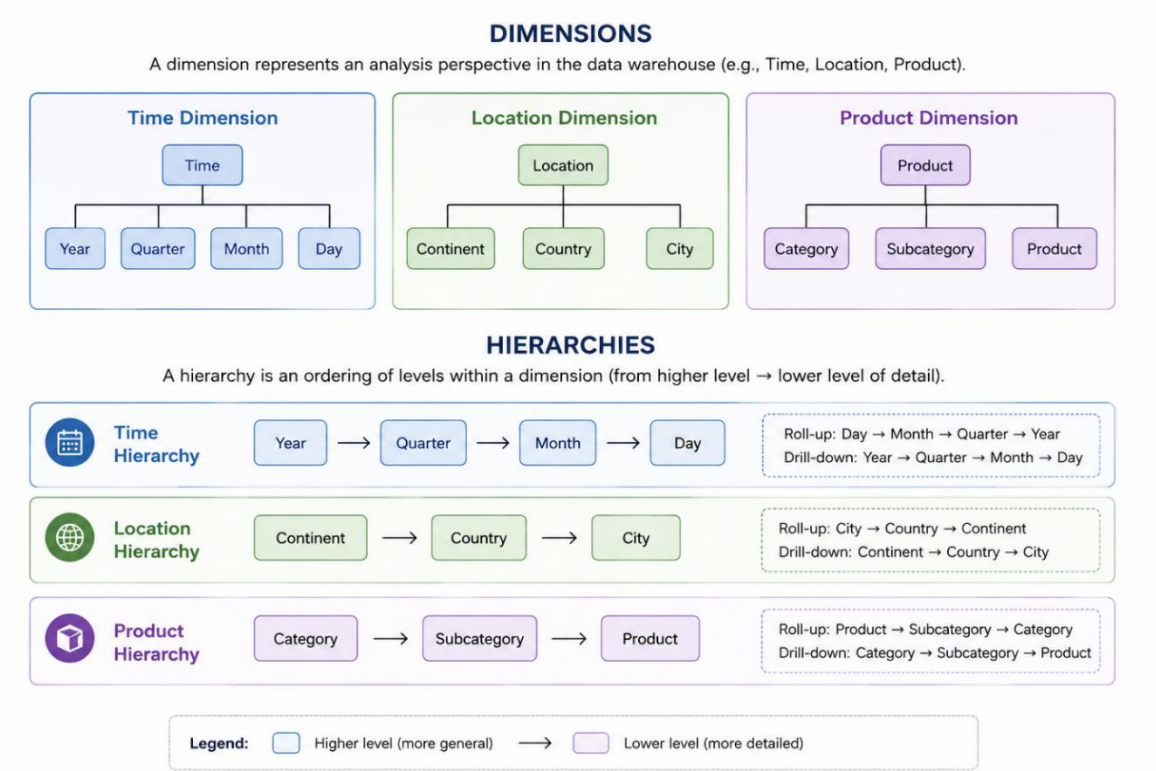 DIMENSIONS
A dimension represents an analysis perspective in the data warehouse (e.g., Time, Location, Product).
Time Dimension
Time
Year Quarter Month Day
Location Dimension
Location
Continent Country City
Product Dimension
Product
Category Subcategory Product
HIERARCHIES
A hierarchy is an ordering of levels within a dimension (from higher level → lower level of detail).
Time
Hierarchy
Year → Quarter → Month → Day
Roll-up: Day → Month → Quarter → Year
Drill-down: Year → Quarter → Month → Day
Location
Hierarchy
Continent → Country → City
Roll-up: City → Country → Continent
Drill-down: Continent → Country → City
Product
Hierarchy
Category → Subcategory → Product
Roll-up: Product → Subcategory → Category
Drill-down: Category → Subcategory → Product
Legend: Higher level (more general) → Lower level (more detailed)